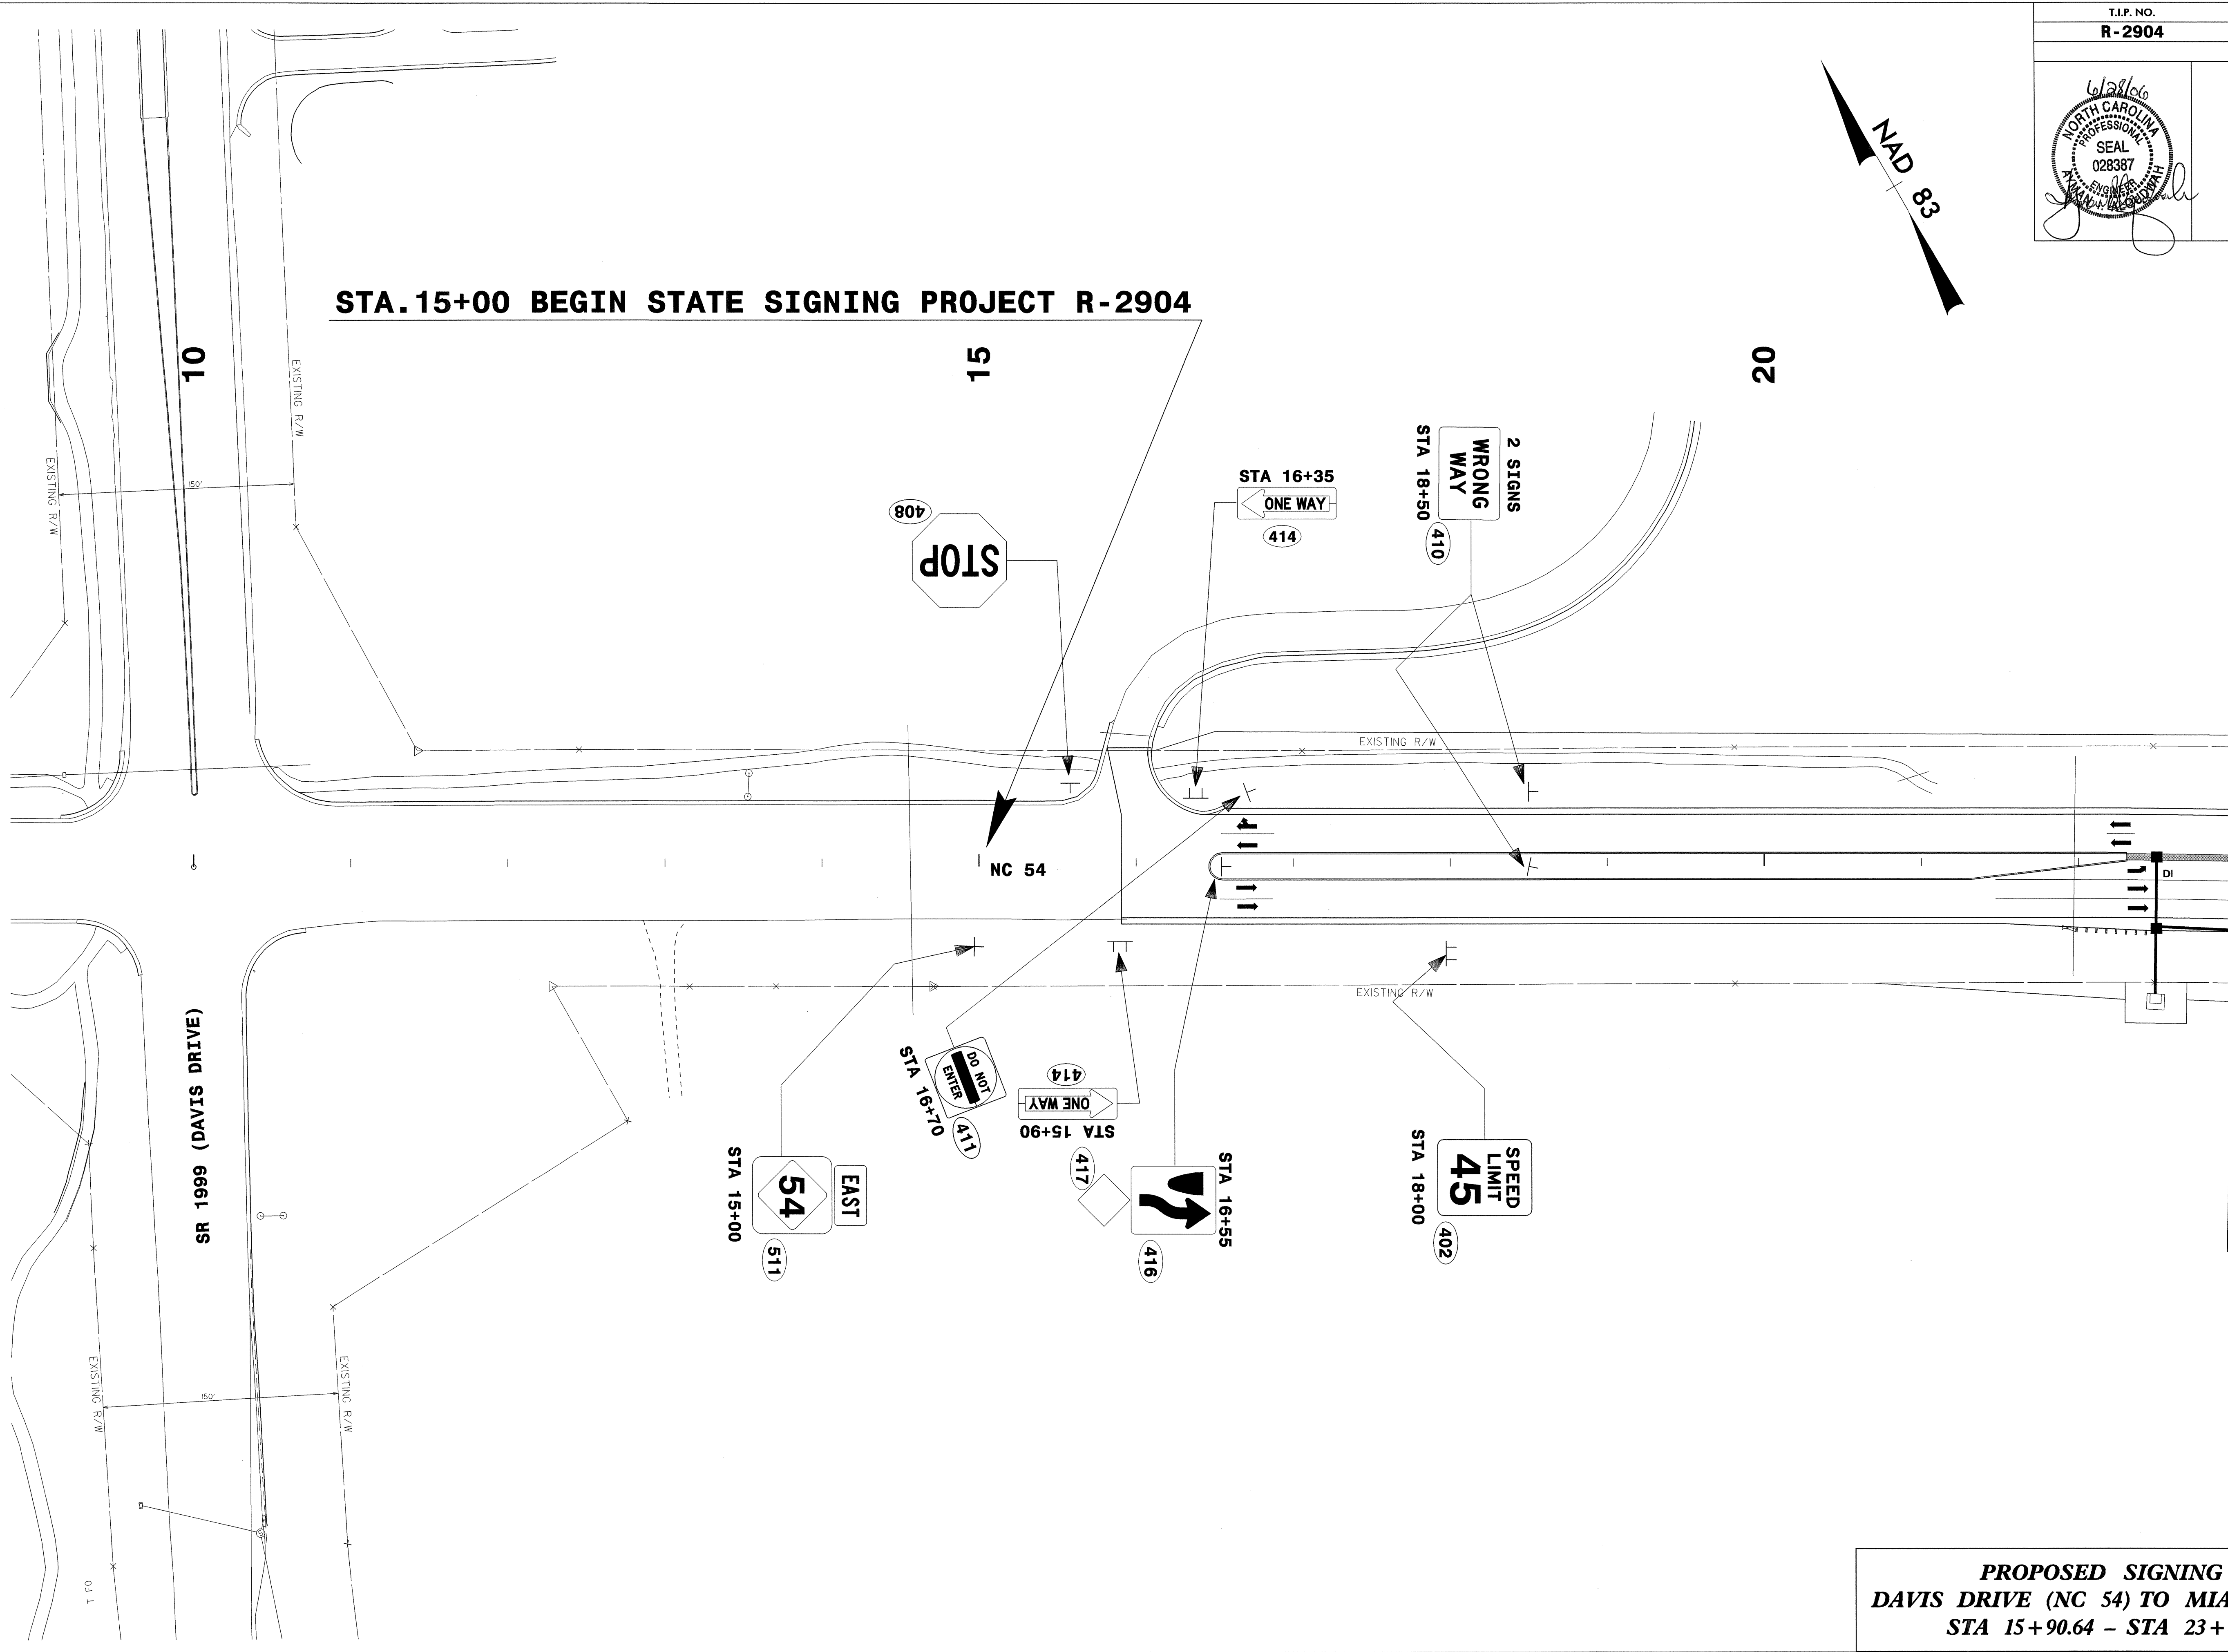 T.I.P. NO.
R-2904
6/28/06
NORTH CAROLINA
PROFESSIONAL
SEAL
028387
ENGINEER
NAD 83
STA.15+00 BEGIN STATE SIGNING PROJECT R-2904
10
15
20
EXISTING R/W
EXISTING R/W
150'
408
STOP
STA 16+35
ONE WAY
414
2 SIGNS
WRONG
WAY
STA 18+50
410
EXISTING R/W
NC 54
DI
EXISTING R/W
SR 1999 (DAVIS DRIVE)
DO NOT
ENTER
STA 16+70
411
414
ONE WAY
STA 15+90
EAST
54
STA 15+00
511
417
STA 16+55
416
SPEED
LIMIT
45
STA 18+00
402
EXISTING R/W
EXISTING R/W
150'
T FO
PROPOSED SIGNING
DAVIS DRIVE (NC 54) TO MIA
STA 15+90.64 – STA 23+